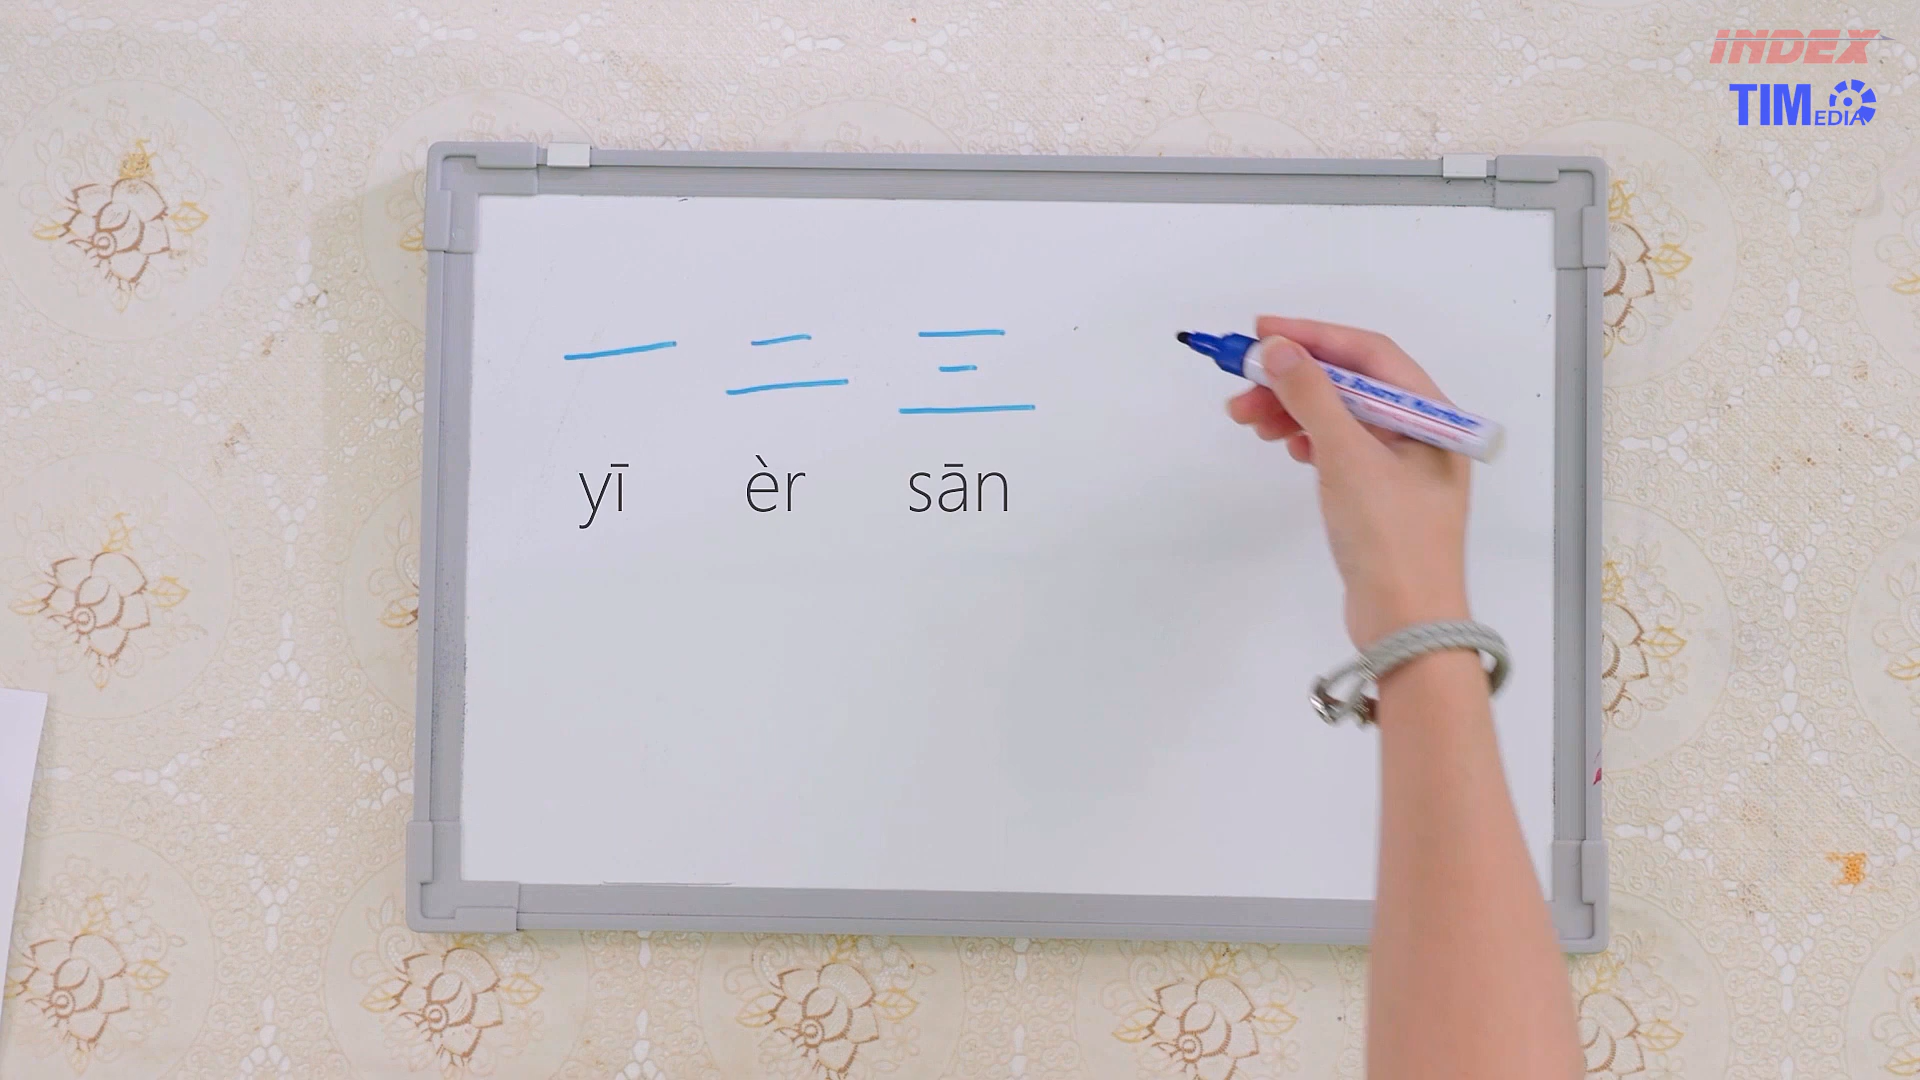 INDEX
TIMEDIA
一 二 三
yī èr sān